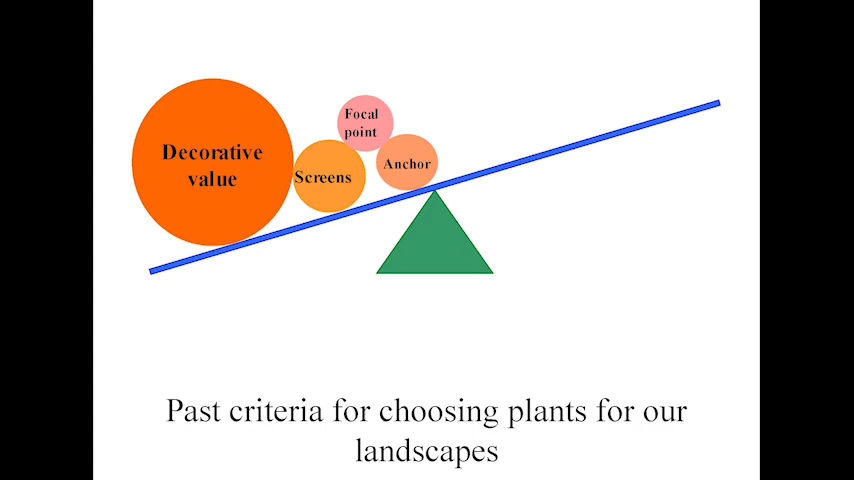 Focal
point
Decorative
value
Screens
Anchor
Past criteria for choosing plants for our
landscapes